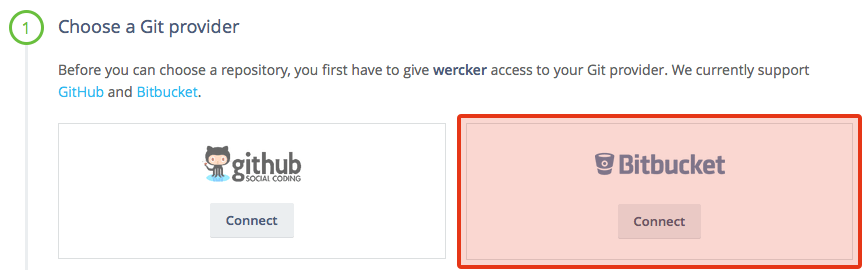 1
Choose a Git provider
Before you can choose a repository, you first have to give wercker access to your Git provider. We currently support
GitHub and Bitbucket.
github
SOCIAL CODING
Connect
Bitbucket
Connect